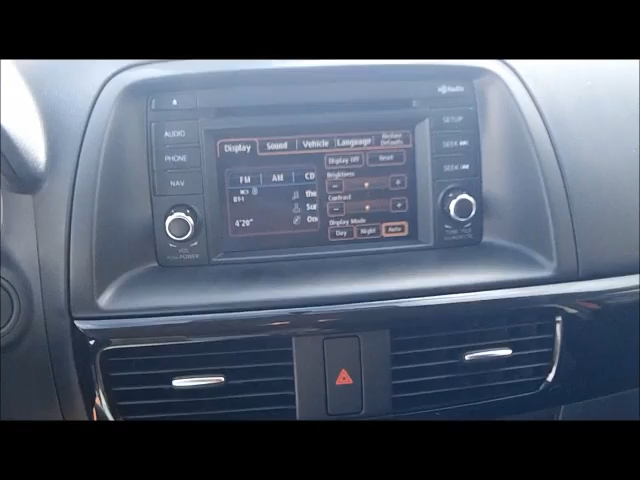 AUDIO
PHONE
NAV
VOL
SETUP
SEEK
SEEK
Display Sound Vehicle Language Restore Defaults
Display Off Reset
FM AM CD
Brightness
- +
Contrast
- +
4'20"
Display Mode
Day Night Auto